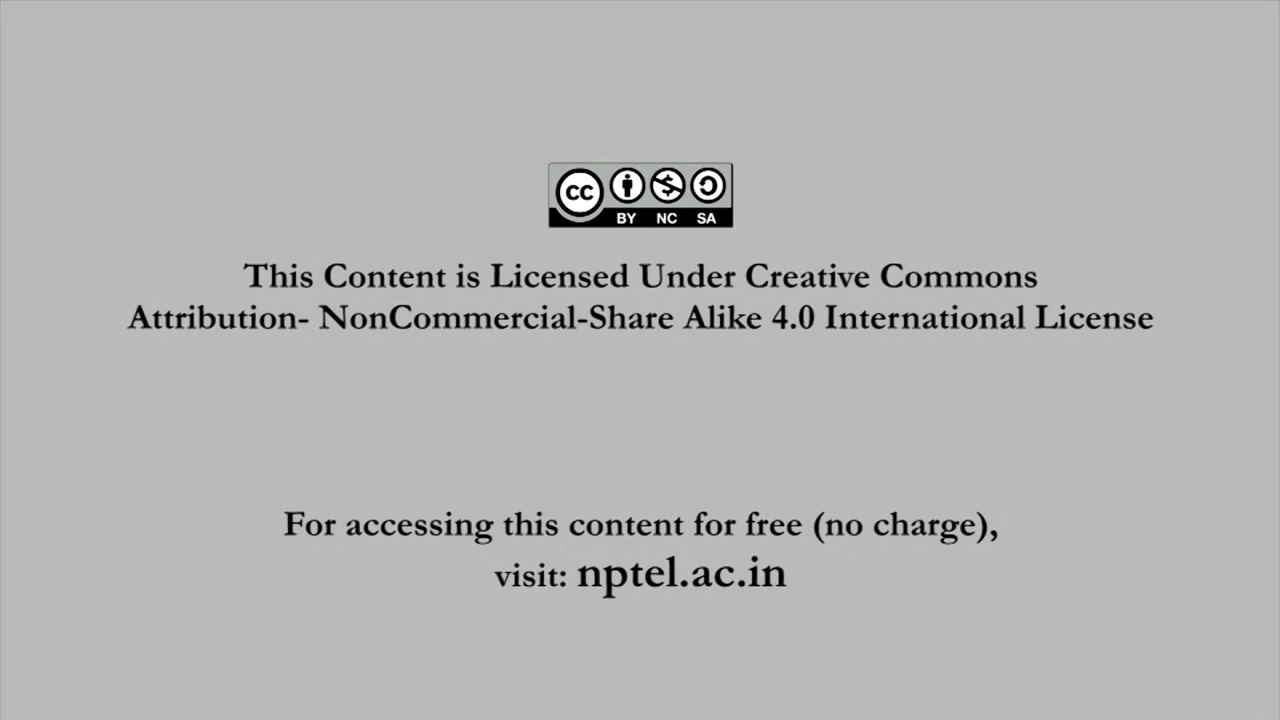 CC BY NC SA
This Content is Licensed Under Creative Commons
Attribution- NonCommercial-Share Alike 4.0 International License
For accessing this content for free (no charge),
visit: nptel.ac.in